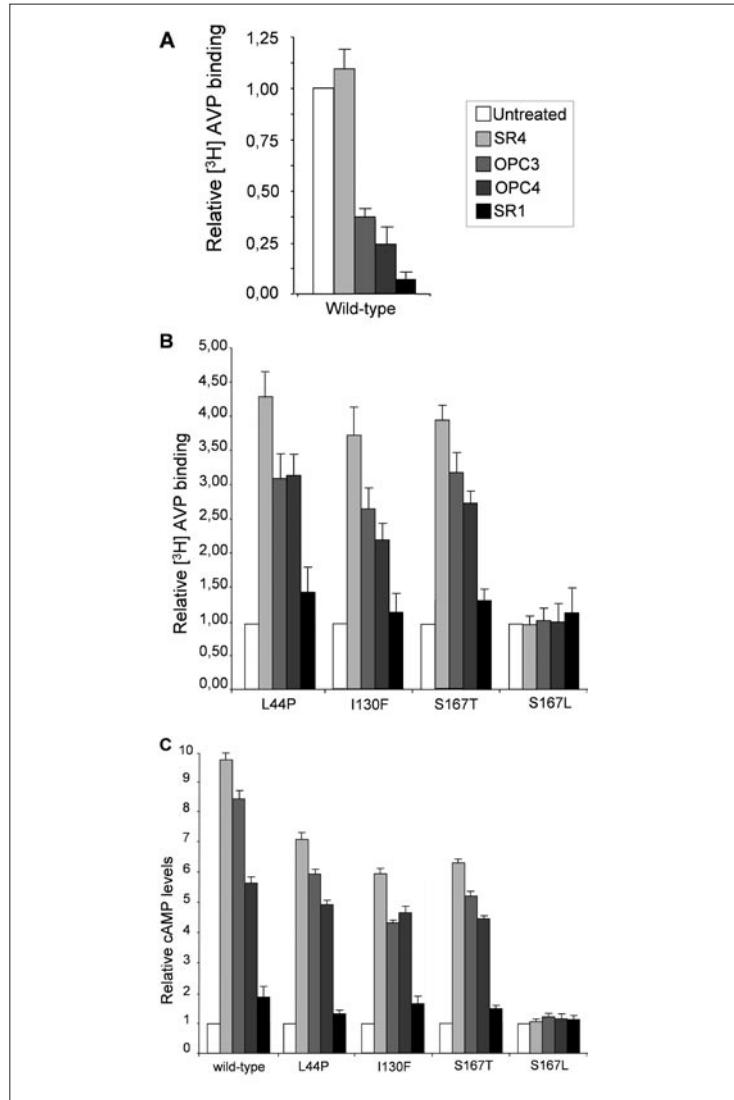 A
Relative [³H] AVP binding
1,25
1,00
0,75
0,50
0,25
0,00
Wild-type
Untreated
SR4
OPC3
OPC4
SR1
B
Relative [³H] AVP binding
5,00
4,50
4,00
3,50
3,00
2,50
2,00
1,50
1,00
0,50
0,00
L44P
I130F
S167T
S167L
C
Relative cAMP levels
10
9
8
7
6
5
4
3
2
1
0
wild-type
L44P
I130F
S167T
S167L